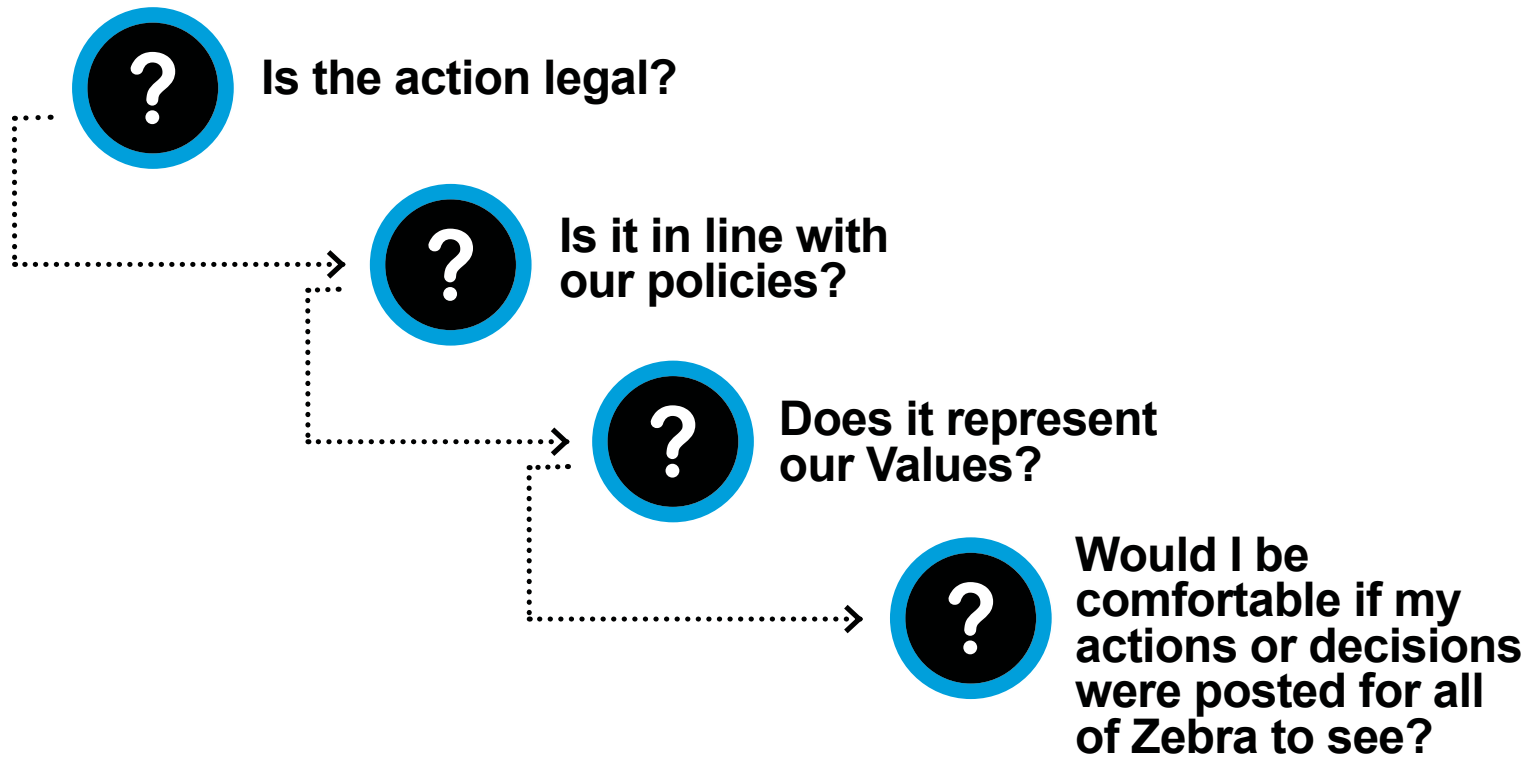 ?
Is the action legal?
?
Is it in line with
our policies?
?
Does it represent
our Values?
?
Would I be
comfortable if my
actions or decisions
were posted for all
of Zebra to see?